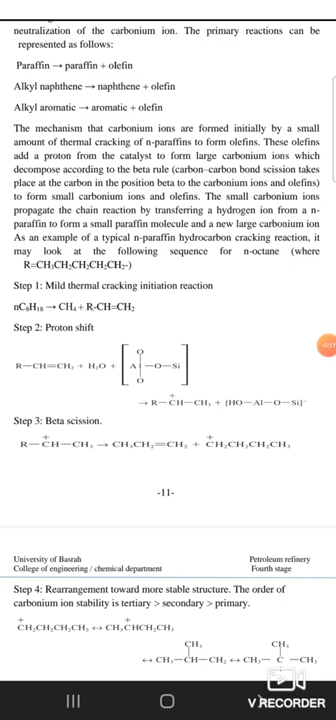 neutralization of the carbonium ion. The primary reactions can be
represented as follows:
Paraffin → paraffin + olefin
Alkyl naphthene → naphthene + olefin
Alkyl aromatic → aromatic + olefin
The mechanism that carbonium ions are formed initially by a small
amount of thermal cracking of n-paraffins to form olefins. These olefins
add a proton from the catalyst to form large carbonium ions which
decompose according to the beta rule (carbon–carbon bond scission takes
place at the carbon in the position beta to the carbonium ions and olefins)
to form small carbonium ions and olefins. The small carbonium ions
propagate the chain reaction by transferring a hydrogen ion from a n-
paraffin to form a small paraffin molecule and a new large carbonium ion
As an example of a typical n-paraffin hydrocarbon cracking reaction, it
may look at the following sequence for n-octane (where
R=CH₃CH₂CH₂CH₂CH₂-)
Step 1: Mild thermal cracking initiation reaction
nC₈H₁₈ → CH₄ + R-CH=CH₂
Step 2: Proton shift
O
R—CH=CH₂ + H₂O + [ Al—O—Si ]
O
+
→ R—CH—CH₃ + [HO—Al—O—Si]⁻
Step 3: Beta scission.
+ +
R—CH—CH₃ → CH₃CH₂=CH₂ + CH₂CH₂CH₂CH₃
-11-
University of Basrah Petroleum refinery
College of engineering / chemical department Fourth stage
Step 4: Rearrangement toward more stable structure. The order of
carbonium ion stability is tertiary > secondary > primary.
+ +
CH₂CH₂CH₂CH₃ ↔ CH₃CHCH₂CH₃
CH₃ CH₃
↔ CH₃—CH—CH₂ ↔ CH₃—C—CH₃
V RECORDER